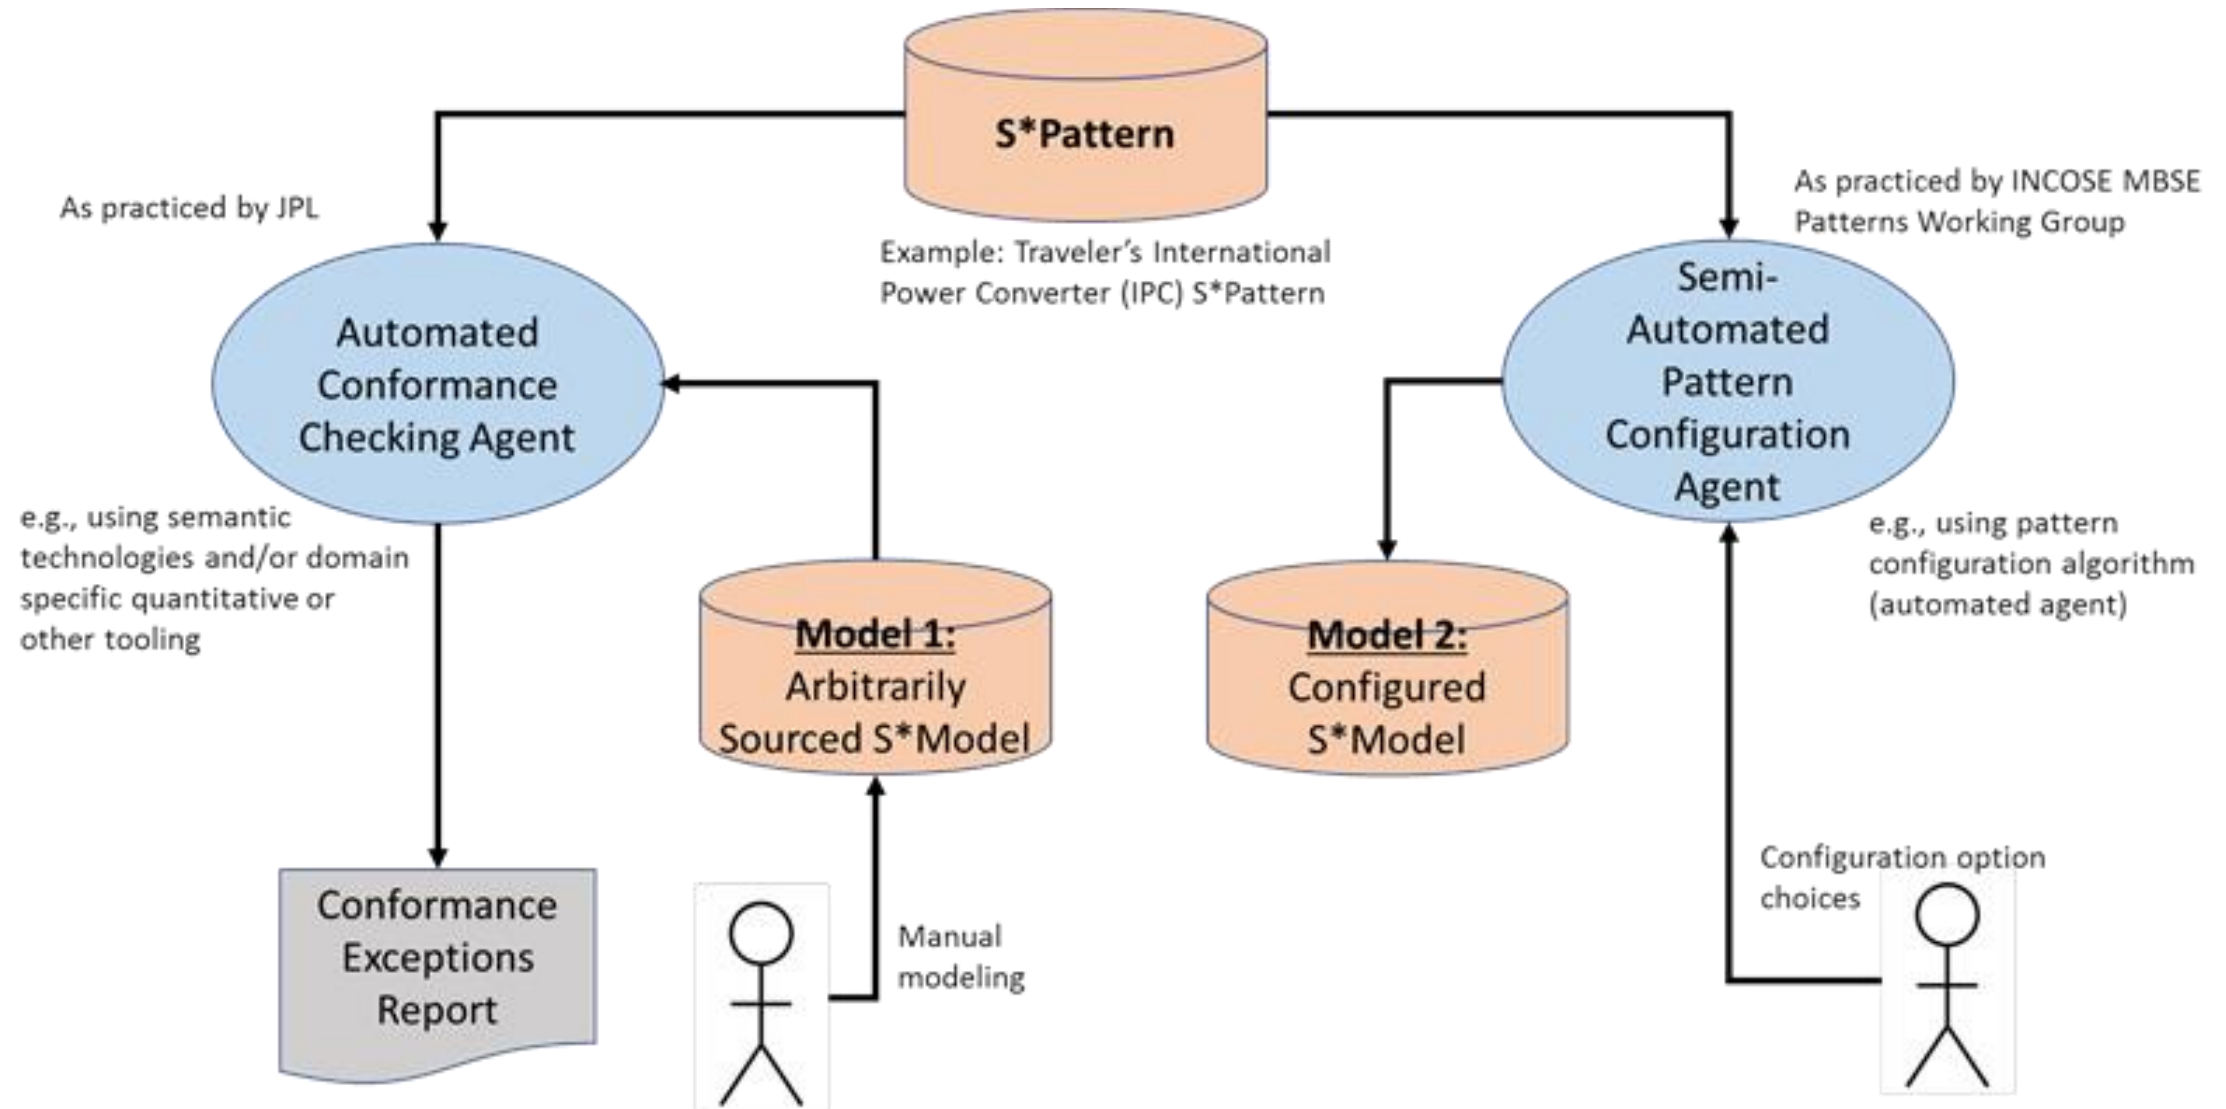 S*Pattern
As practiced by JPL
As practiced by INCOSE MBSE
Patterns Working Group
Example: Traveler's International
Power Converter (IPC) S*Pattern
Automated
Conformance
Checking Agent
Semi-
Automated
Pattern
Configuration
Agent
e.g., using semantic
technologies and/or domain
specific quantitative or
other tooling
e.g., using pattern
configuration algorithm
(automated agent)
Model 1:
Arbitrarily
Sourced S*Model
Model 2:
Configured
S*Model
Conformance
Exceptions
Report
Manual
modeling
Configuration option
choices